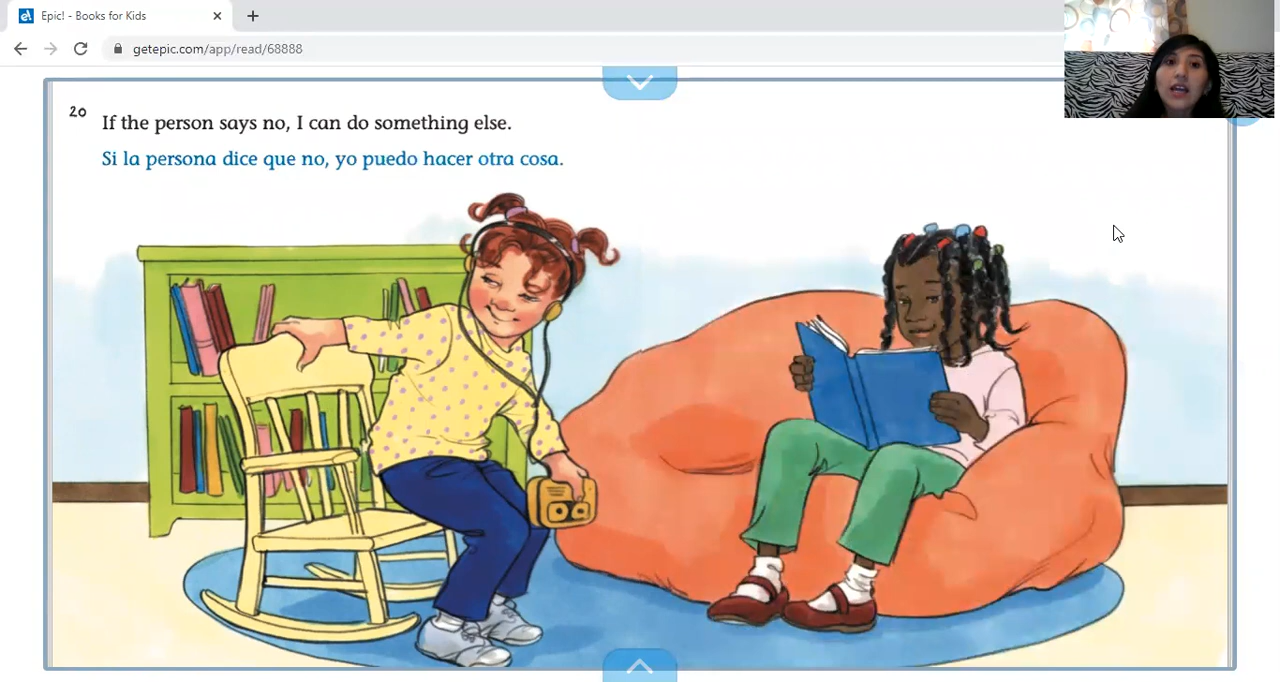 Epic! - Books for Kids
getepic.com/app/read/68888
20
If the person says no, I can do something else.
Si la persona dice que no, yo puedo hacer otra cosa.